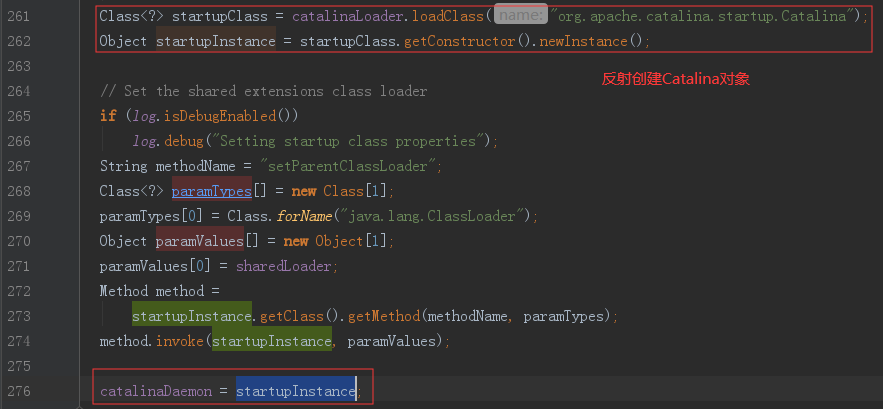 261 Class<?> startupClass = catalinaLoader.loadClass( name: "org.apache.catalina.startup.Catalina");
262 Object startupInstance = startupClass.getConstructor().newInstance();
263 反射创建Catalina对象
264 // Set the shared extensions class loader
265 if (log.isDebugEnabled())
266 log.debug("Setting startup class properties");
267 String methodName = "setParentClassLoader";
268 Class<?> paramTypes[] = new Class[1];
269 paramTypes[0] = Class.forName("java.lang.ClassLoader");
270 Object paramValues[] = new Object[1];
271 paramValues[0] = sharedLoader;
272 Method method =
273 startupInstance.getClass().getMethod(methodName, paramTypes);
274 method.invoke(startupInstance, paramValues);
275
276 catalinaDaemon = startupInstance;